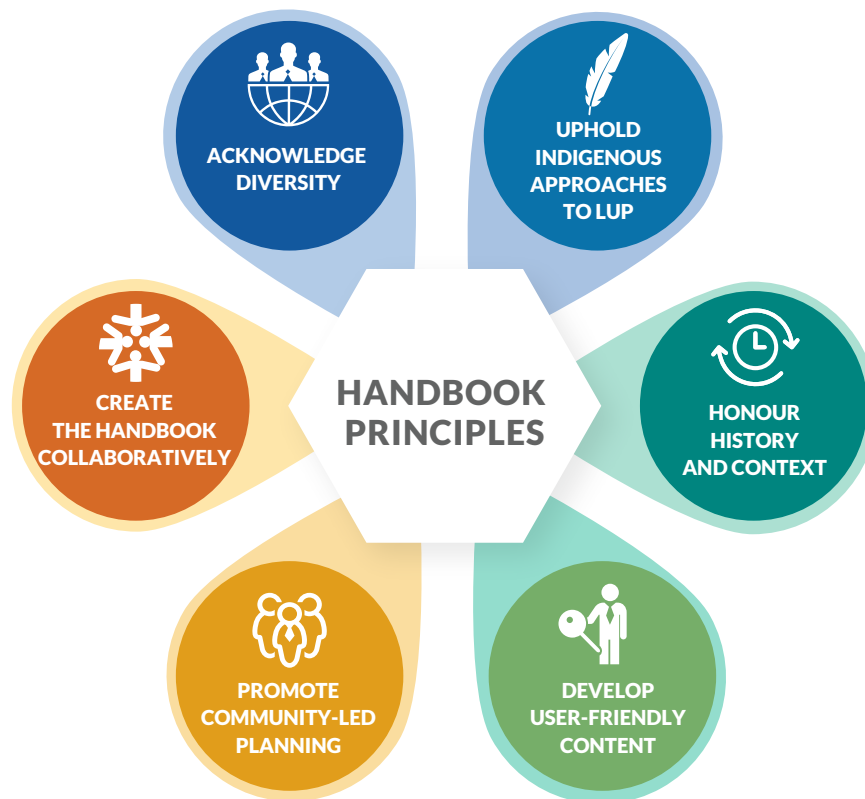 ACKNOWLEDGE
DIVERSITY
UPHOLD
INDIGENOUS
APPROACHES
TO LUP
CREATE
THE HANDBOOK
COLLABORATIVELY
HANDBOOK
PRINCIPLES
HONOUR
HISTORY
AND CONTEXT
PROMOTE
COMMUNITY-LED
PLANNING
DEVELOP
USER-FRIENDLY
CONTENT